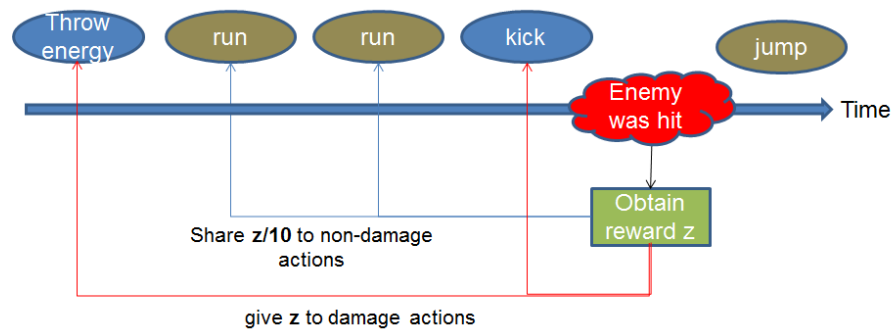 Throw
energy
run
run
kick
jump
Enemy
was hit
Time
Obtain
reward z
Share z/10 to non-damage
actions
give z to damage actions